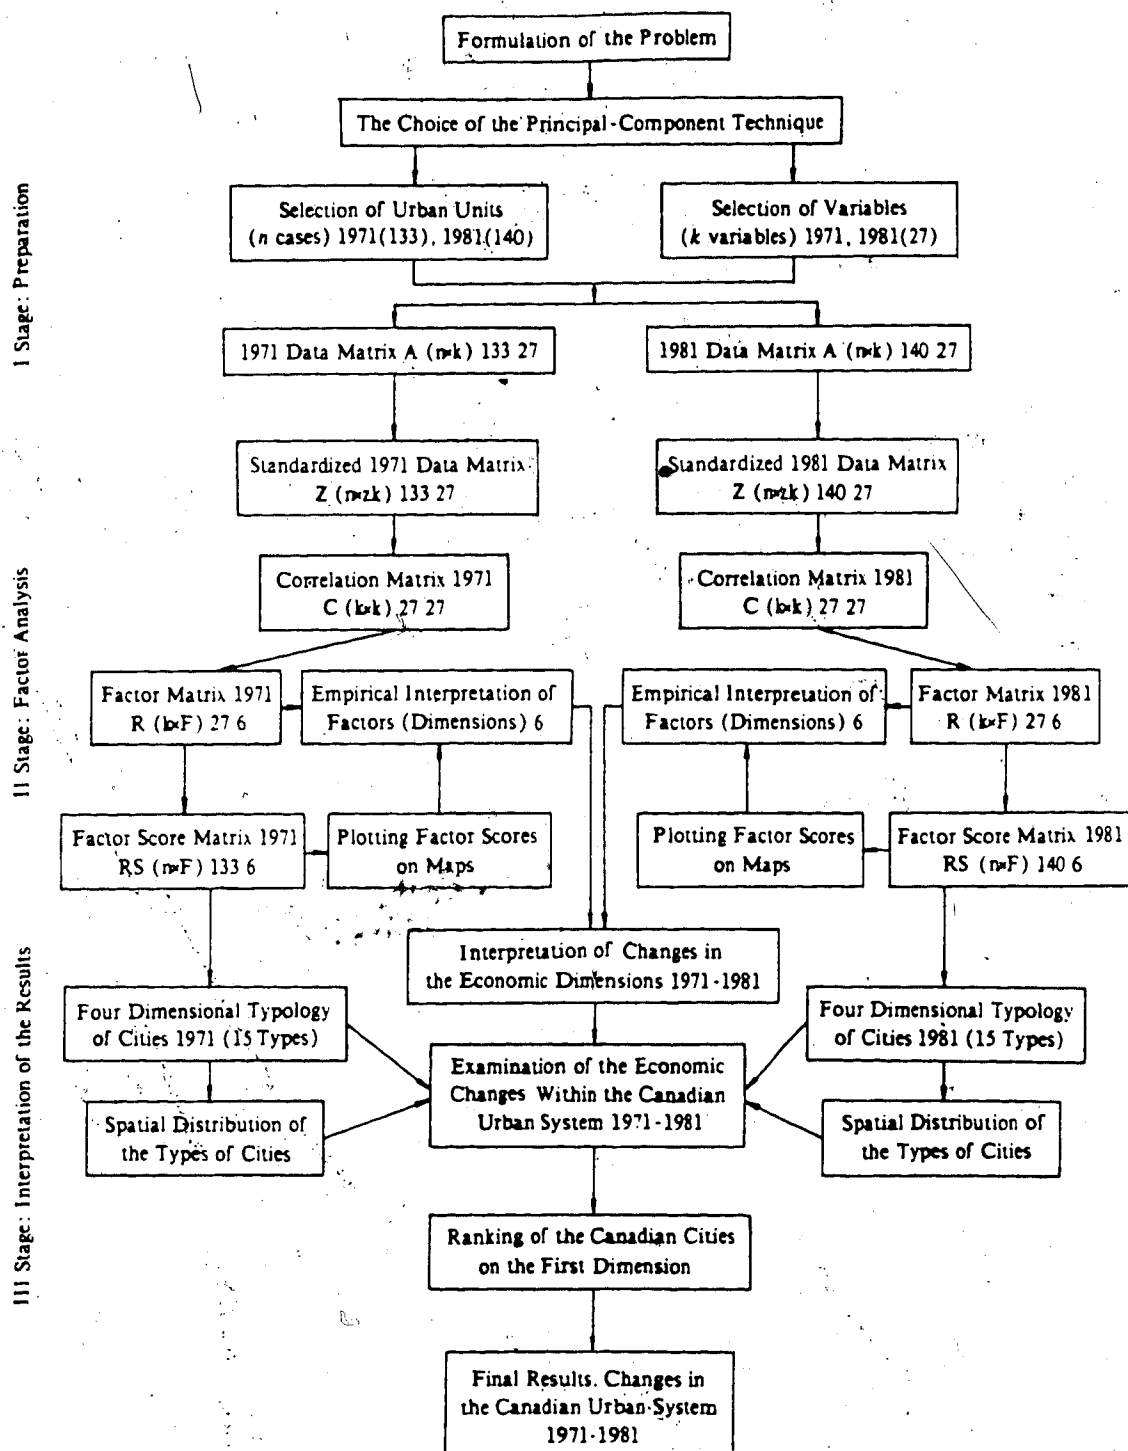 Formulation of the Problem
The Choice of the Principal-Component Technique
I Stage: Preparation
Selection of Urban Units
(n cases) 1971(133), 1981(140)
Selection of Variables
(k variables) 1971, 1981(27)
1971 Data Matrix A (n×k) 133 27
1981 Data Matrix A (n×k) 140 27
Standardized 1971 Data Matrix
Z (n×zk) 133 27
Standardized 1981 Data Matrix
Z (n×zk) 140 27
II Stage: Factor Analysis
Correlation Matrix 1971
C (k×k) 27 27
Correlation Matrix 1981
C (k×k) 27 27
Factor Matrix 1971
R (k×F) 27 6
Empirical Interpretation of
Factors (Dimensions) 6
Empirical Interpretation of
Factors (Dimensions) 6
Factor Matrix 1981
R (k×F) 27 6
Factor Score Matrix 1971
RS (n×F) 133 6
Plotting Factor Scores
on Maps
Plotting Factor Scores
on Maps
Factor Score Matrix 1981
RS (n×F) 140 6
III Stage: Interpretation of the Results
Interpretation of Changes in
the Economic Dimensions 1971-1981
Four Dimensional Typology
of Cities 1971 (15 Types)
Four Dimensional Typology
of Cities 1981 (15 Types)
Examination of the Economic
Changes Within the Canadian
Urban System 1971-1981
Spatial Distribution of
the Types of Cities
Spatial Distribution of
the Types of Cities
Ranking of the Canadian Cities
on the First Dimension
Final Results. Changes in
the Canadian Urban System
1971-1981